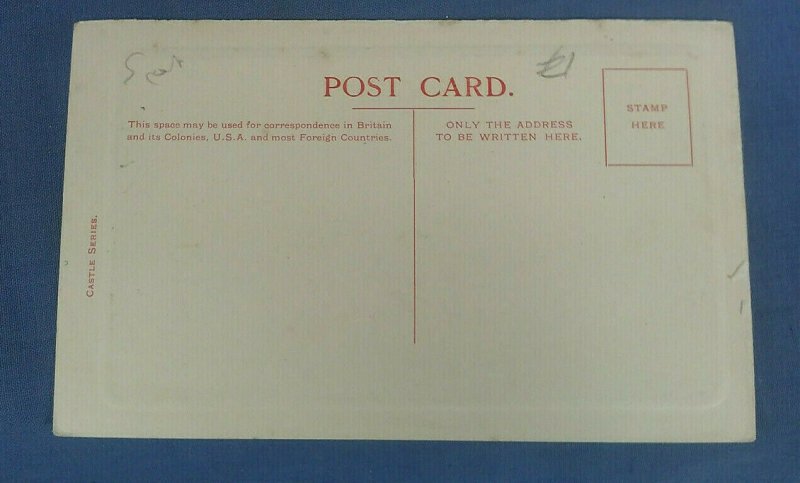 Scot
£1
POST CARD.
This space may be used for correspondence in Britain
and its Colonies, U.S.A. and most Foreign Countries.
ONLY THE ADDRESS
TO BE WRITTEN HERE.
STAMP
HERE
CASTLE SERIES.